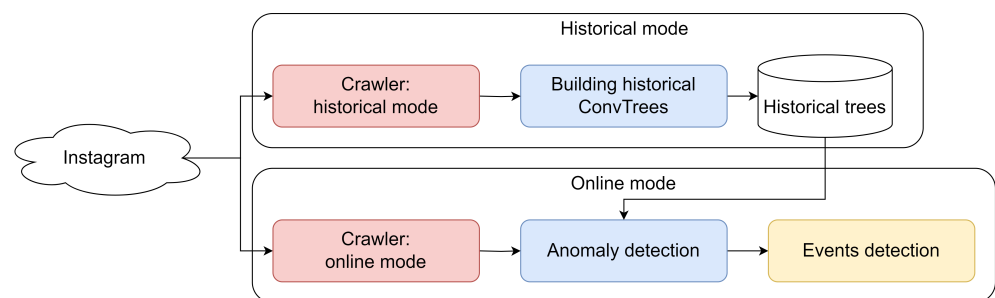 Historical mode
Crawler:
historical mode
Building historical
ConvTrees
Historical trees
Instagram
Online mode
Crawler:
online mode
Anomaly detection
Events detection